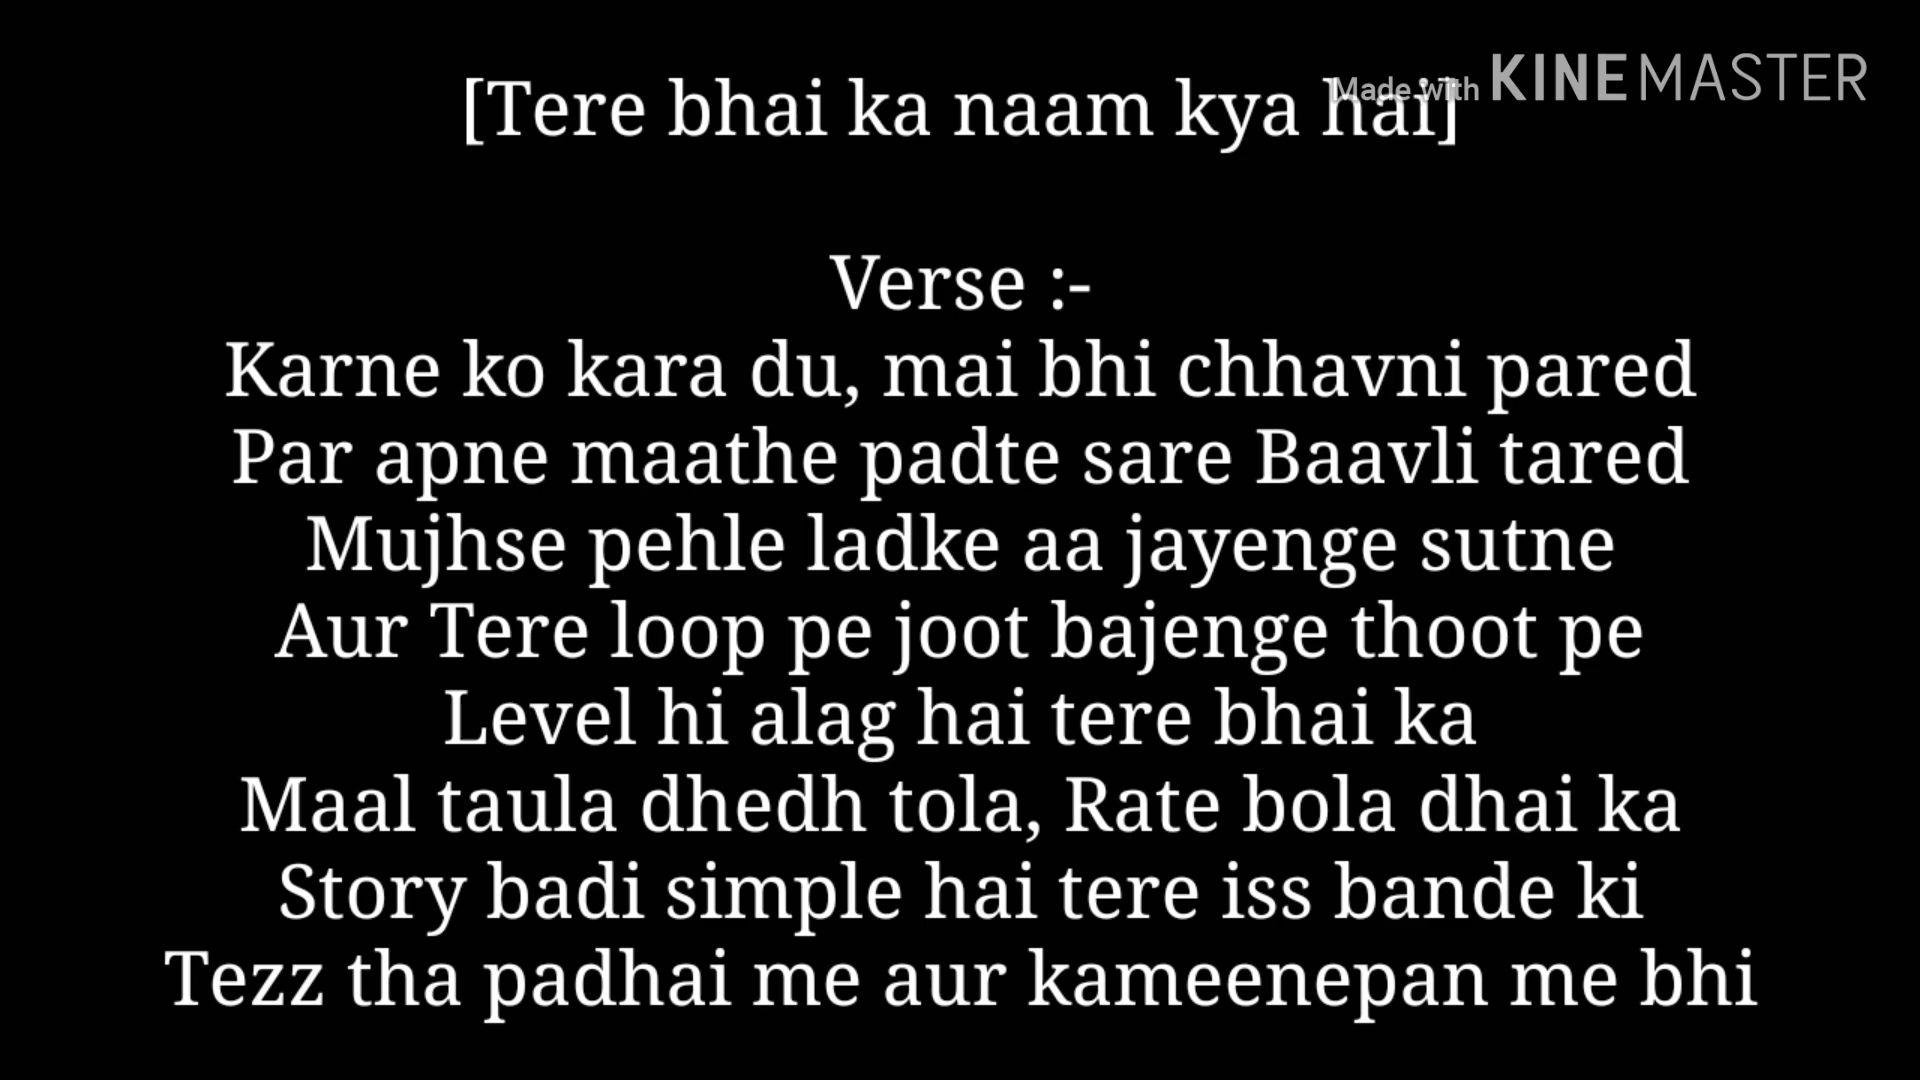 [Tere bhai ka naam kya hai]
Made with KINEMASTER
Verse :-
Karne ko kara du, mai bhi chhavni pared
Par apne maathe padte sare Baavli tared
Mujhse pehle ladke aa jayenge sutne
Aur Tere loop pe joot bajenge thoot pe
Level hi alag hai tere bhai ka
Maal taula dhedh tola, Rate bola dhai ka
Story badi simple hai tere iss bande ki
Tezz tha padhai me aur kameenepan me bhi